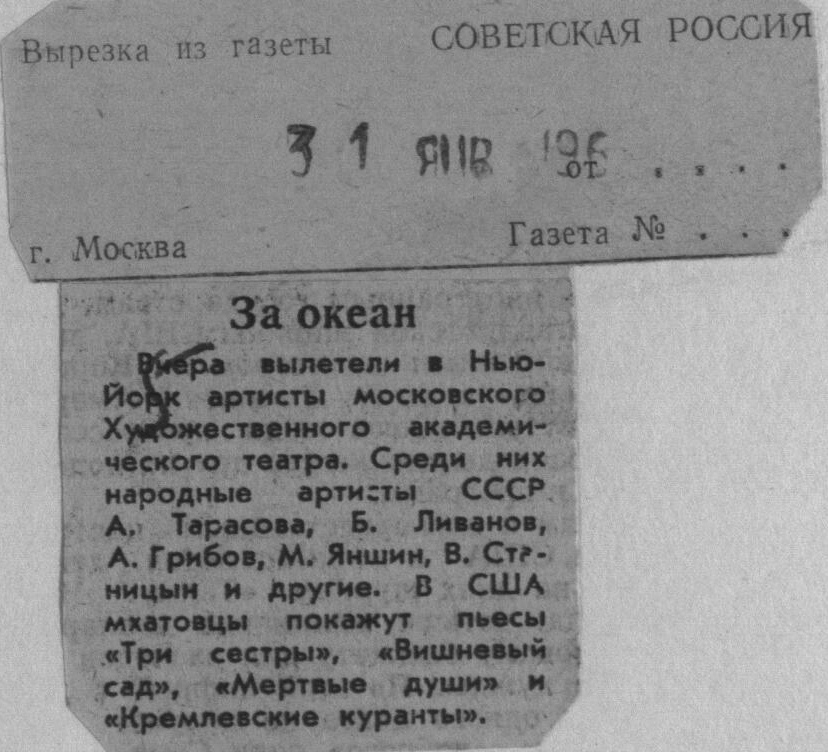 Вырезка из газеты СОВЕТСКАЯ РОССИЯ
31 ЯНВ 196
от . . . .
г. Москва Газета № . . .
За океан
Вчера вылетели в Нью-
Йорк артисты московского
Художественного академи-
ческого театра. Среди них
народные артисты СССР
А. Тарасова, Б. Ливанов,
А. Грибов, М. Яншин, В. Ста-
ницын и другие. В США
мхатовцы покажут пьесы
«Три сестры», «Вишневый
сад», «Мертвые души» и
«Кремлевские куранты».